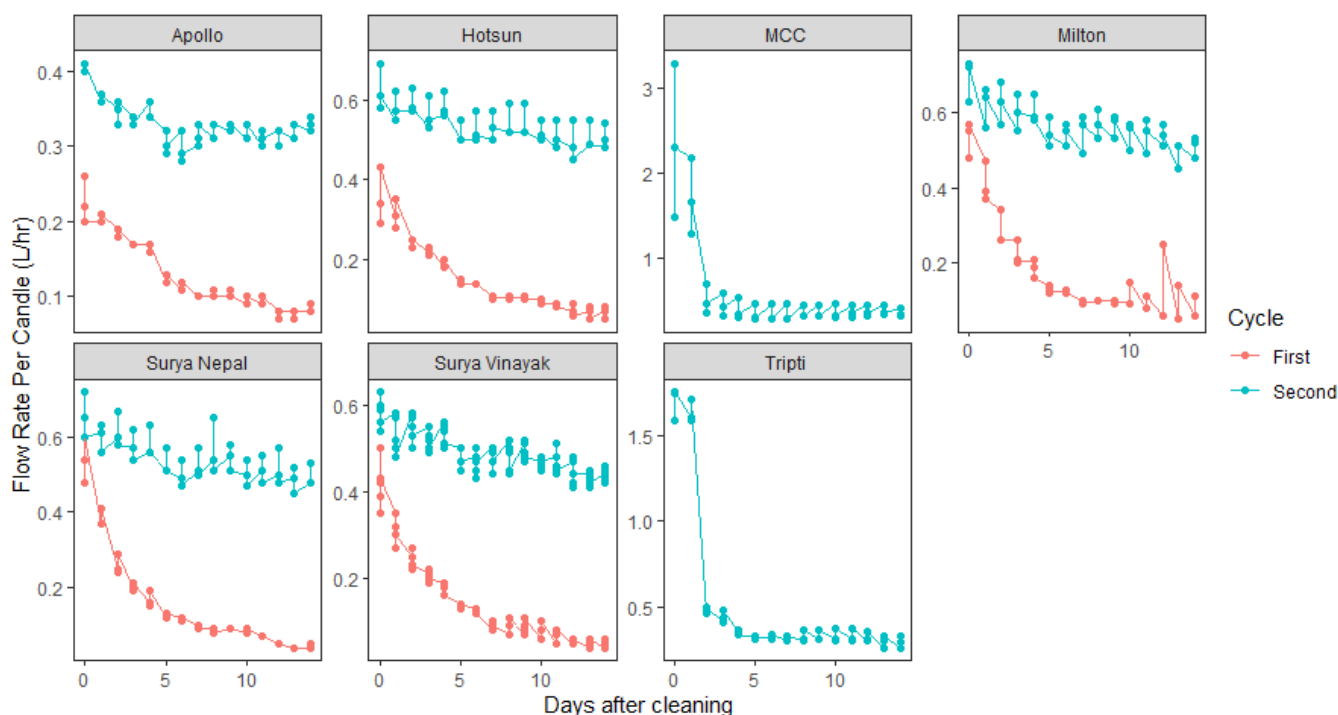 Apollo
Hotsun
MCC
Milton
0.4
0.3
0.2
0.1
0.6
0.4
0.2
3
2
1
0.6
0.4
0.2
0 5 10
Surya Nepal
Surya Vinayak
Tripti
0.6
0.4
0.2
0.6
0.4
0.2
1.5
1.0
0.5
0 5 10
0 5 10
0 5 10
Flow Rate Per Candle (L/hr)
Days after cleaning
Cycle
First
Second